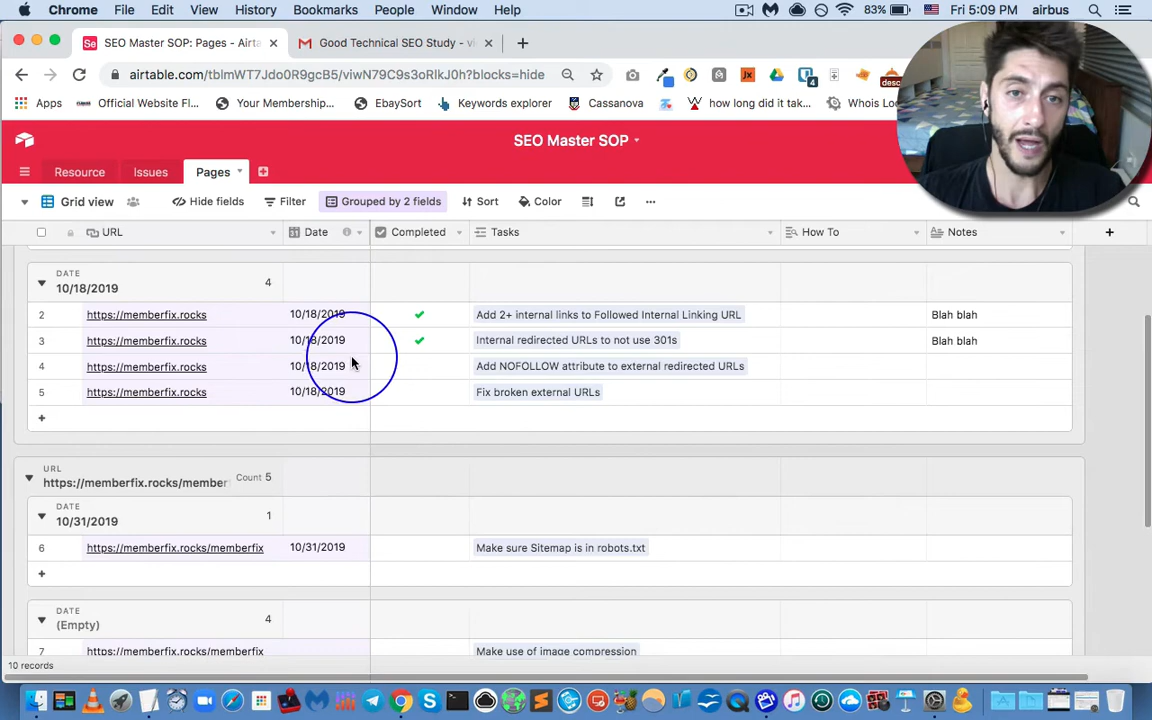 Chrome File Edit View History Bookmarks People Window Help 83% Fri 5:09 PM airbus
Se SEO Master SOP: Pages - Airta
Good Technical SEO Study - vi
airtable.com/tblmWT7Jdo0R9gcB5/viwN79C9s3oRlkJ0h?blocks=hide
JX 4 desc
Apps Official Website Fl... Your Membership... EbaySort Keywords explorer Cassanova how long did it tak... Whois Loo
SEO Master SOP
Resource Issues Pages
Grid view Hide fields Filter Grouped by 2 fields Sort Color
URL Date Completed Tasks How To Notes
DATE
10/18/2019 4
2 https://memberfix.rocks 10/18/2019 Add 2+ internal links to Followed Internal Linking URL Blah blah
3 https://memberfix.rocks 10/18/2019 Internal redirected URLs to not use 301s Blah blah
4 https://memberfix.rocks 10/18/2019 Add NOFOLLOW attribute to external redirected URLs
5 https://memberfix.rocks 10/18/2019 Fix broken external URLs
URL
https://memberfix.rocks/member Count 5
DATE
10/31/2019 1
6 https://memberfix.rocks/memberfix 10/31/2019 Make sure Sitemap is in robots.txt
DATE
(Empty) 4
7 https://memberfix.rocks/memberfix Make use of image compression
10 records